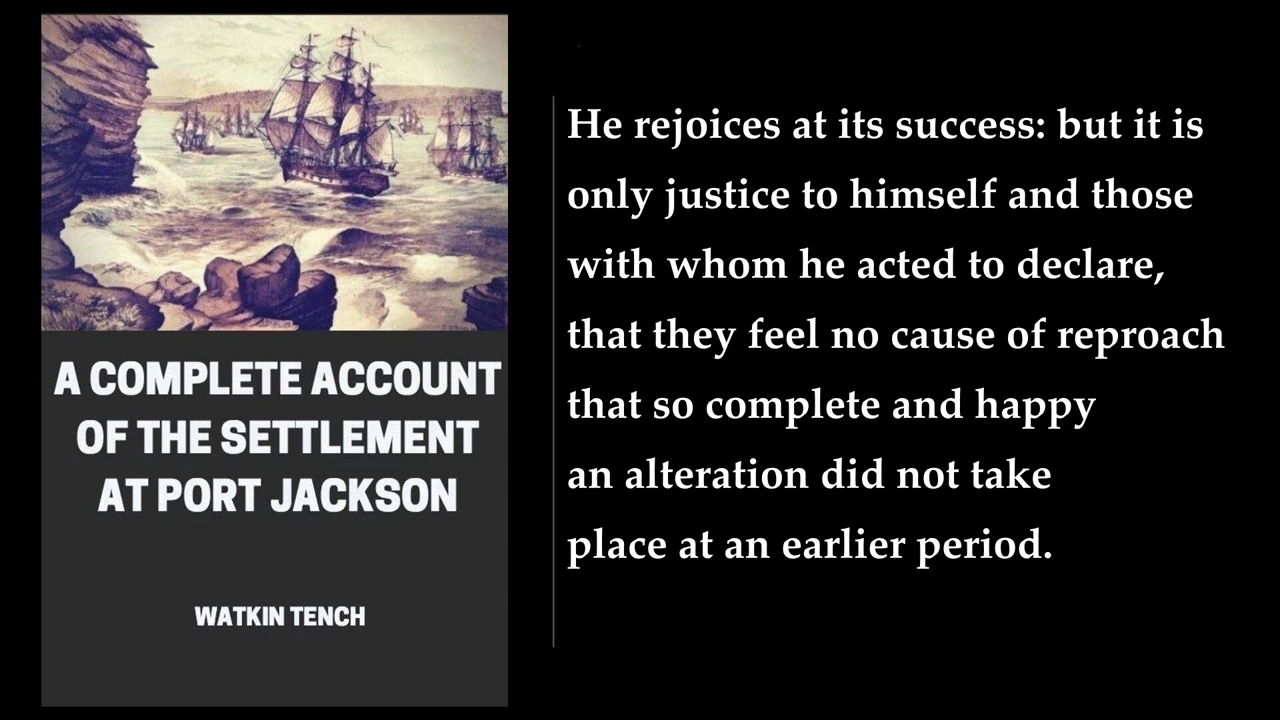 A COMPLETE ACCOUNT
OF THE SETTLEMENT
AT PORT JACKSON
WATKIN TENCH
He rejoices at its success: but it is
only justice to himself and those
with whom he acted to declare,
that they feel no cause of reproach
that so complete and happy
an alteration did not take
place at an earlier period.